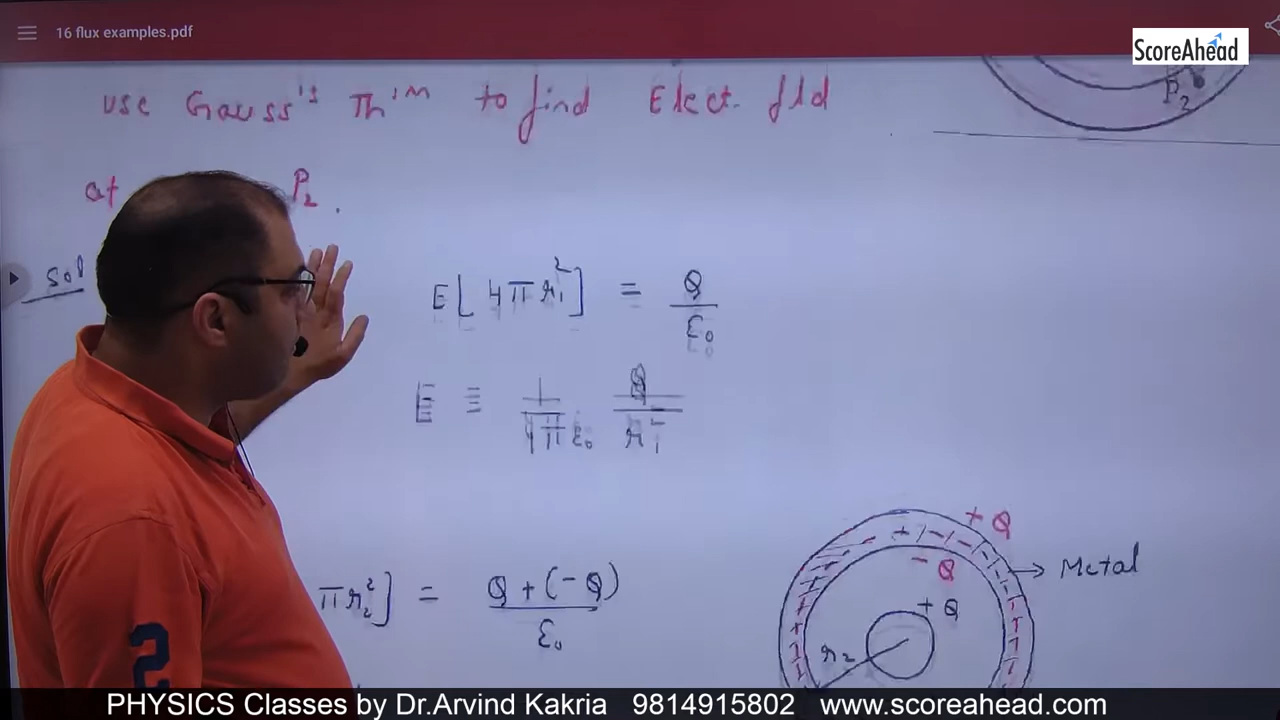 16 flux examples.pdf
ScoreAhead
use Gauss's Th'm to find Elect. fld
P₂
at P₂.
Sol
E[4πr₁²] = Q/ε₀
E = 1/4πε₀ Q/r₁²
+Q
-Q
→ Metal
+Q
πr₂²] = Q+(-Q)/ε₀
r₂
PHYSICS Classes by Dr.Arvind Kakria 9814915802 www.scoreahead.com